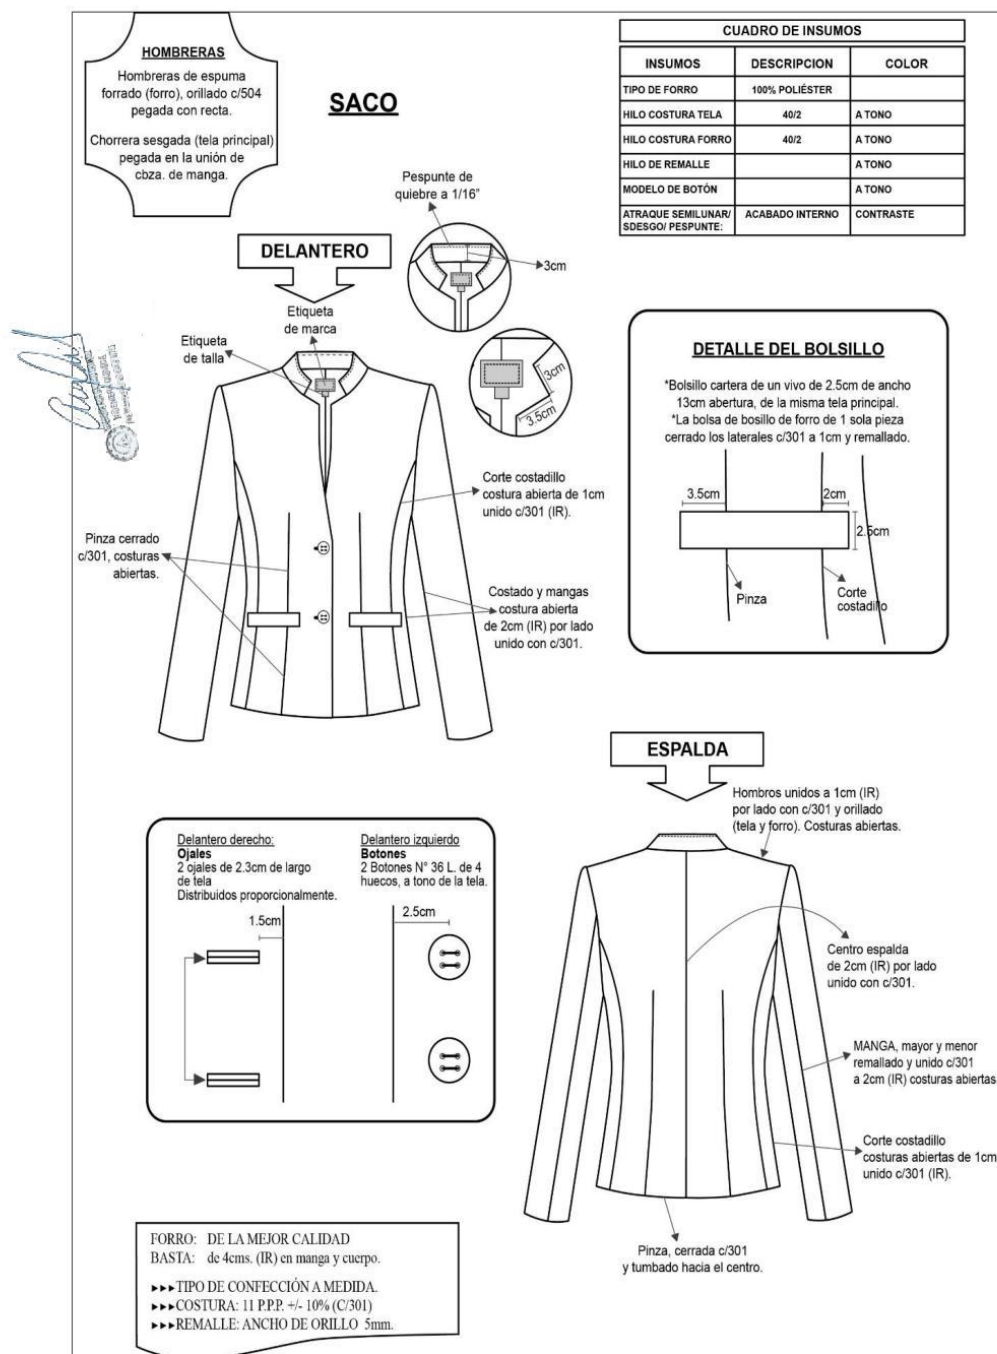 HOMBRERAS
Hombreras de espuma
forrado (forro), orillado c/504
pegada con recta.
Chorrera sesgada (tela principal)
pegada en la unión de
cbza. de manga.
SACO
CUADRO DE INSUMOS
INSUMOS DESCRIPCION COLOR
TIPO DE FORRO 100% POLIÉSTER
HILO COSTURA TELA 40/2 A TONO
HILO COSTURA FORRO 40/2 A TONO
HILO DE REMALLE A TONO
MODELO DE BOTÓN A TONO
ATRAQUE SEMILUNAR/ ACABADO INTERNO CONTRASTE
SDESGO/ PESPUNTE:
Pespunte de
quiebre a 1/16"
3cm
DELANTERO
Etiqueta
de marca
Etiqueta
de talla
3cm
3.5cm
Corte costadillo
costura abierta de 1cm
unido c/301 (IR).
Pinza cerrado
c/301, costuras
abiertas.
Costado y mangas
costura abierta
de 2cm (IR) por lado
unido con c/301.
DETALLE DEL BOLSILLO
*Bolsillo cartera de un vivo de 2.5cm de ancho
13cm abertura, de la misma tela principal.
*La bolsa de bosillo de forro de 1 sola pieza
cerrado los laterales c/301 a 1cm y remallado.
3.5cm
2cm
2.5cm
Pinza
Corte
costadillo
ESPALDA
Hombros unidos a 1cm (IR)
por lado con c/301 y orillado
(tela y forro). Costuras abiertas.
Delantero derecho:
Ojales
2 ojales de 2.3cm de largo
de tela
Distribuidos proporcionalmente.
1.5cm
Delantero izquierdo
Botones
2 Botones N° 36 L. de 4
huecos, a tono de la tela.
2.5cm
Centro espalda
de 2cm (IR) por lado
unido con c/301.
MANGA, mayor y menor
remallado y unido c/301
a 2cm (IR) costuras abiertas
Corte costadillo
costuras abiertas de 1cm
unido c/301 (IR).
Pinza, cerrada c/301
y tumbado hacia el centro.
FORRO: DE LA MEJOR CALIDAD
BASTA: de 4cms. (IR) en manga y cuerpo.
►►►TIPO DE CONFECCIÓN A MEDIDA.
►►►COSTURA: 11 P.P.P. +/- 10% (C/301)
►►►REMALLE: ANCHO DE ORILLO 5mm.